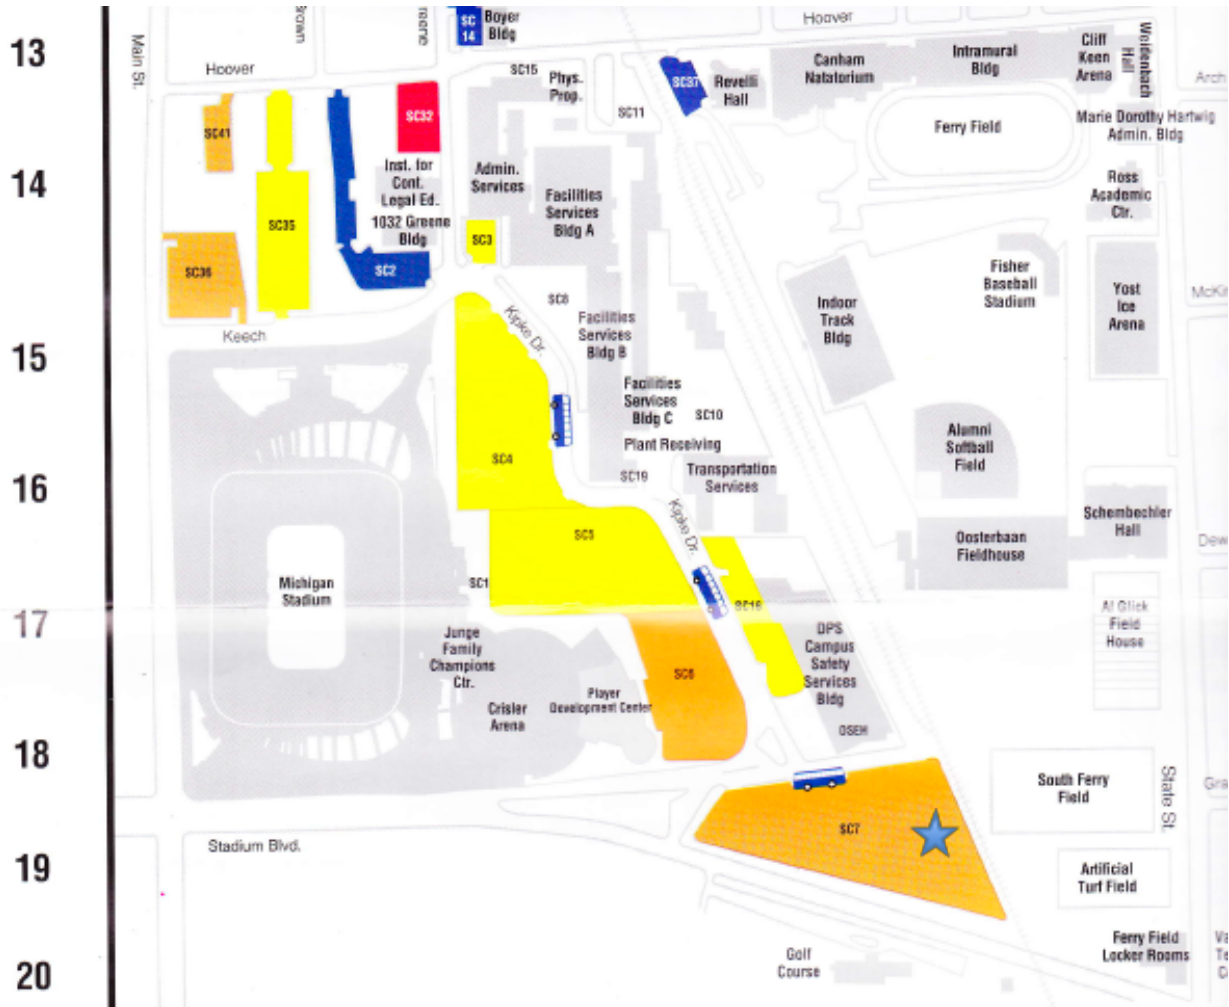 13
14
15
16
17
18
19
20
Main St.
Hoover
SC
14
Boyer
Bldg
Hoover
SC15
Phys.
Prop.
SC11
SC37
Revelli
Hall
Canham
Natatorium
Intramural
Bldg
Cliff
Keen
Arena
Weidenbach
Hall
Arch
Marie Dorothy Hartwig
Admin. Bldg
Ferry Field
SC41
SC32
Inst. for
Cont.
Legal Ed.
1032 Greene
Bldg
Admin.
Services
Facilities
Services
Bldg A
Ross
Academic
Ctr.
SC35
SC36
SC2
SC3
SC8
Kipke Dr.
Facilities
Services
Bldg B
Indoor
Track
Bldg
Fisher
Baseball
Stadium
Yost
Ice
Arena
Keech
Facilities
Services
Bldg C
SC10
Plant Receiving
SC19
Transportation
Services
SC4
Alumni
Softball
Field
Kipke Dr.
SC5
Oosterbaan
Fieldhouse
Schembechler
Hall
Michigan
Stadium
SC1
SC16
Al Glick
Field
House
Junge
Family
Champions
Ctr.
Crisler
Arena
Player
Development Center
SC6
DPS
Campus
Safety
Services
Bldg
OSEH
South Ferry
Field
State St.
SC7
Stadium Blvd.
Artificial
Turf Field
Golf
Course
Ferry Field
Locker Rooms